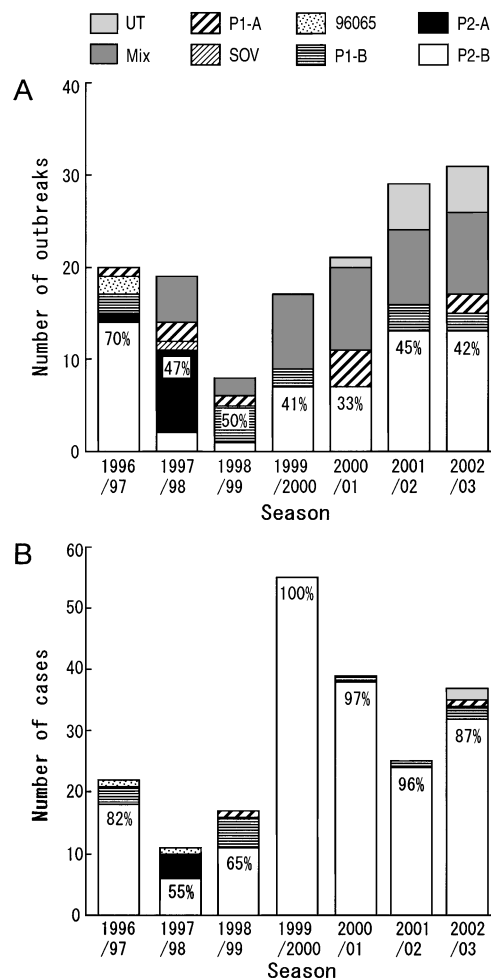 UT P1-A 96065 P2-A
Mix SOV P1-B P2-B
A
40
30
20
10
0
Number of outbreaks
70%
47%
50%
41%
33%
45%
42%
1996 1997 1998 1999 2000 2001 2002
/97 /98 /99 /2000 /01 /02 /03
Season
B
60
50
40
30
20
10
0
Number of cases
82%
55%
65%
100%
97%
96%
87%
1996 1997 1998 1999 2000 2001 2002
/97 /98 /99 /2000 /01 /02 /03
Season